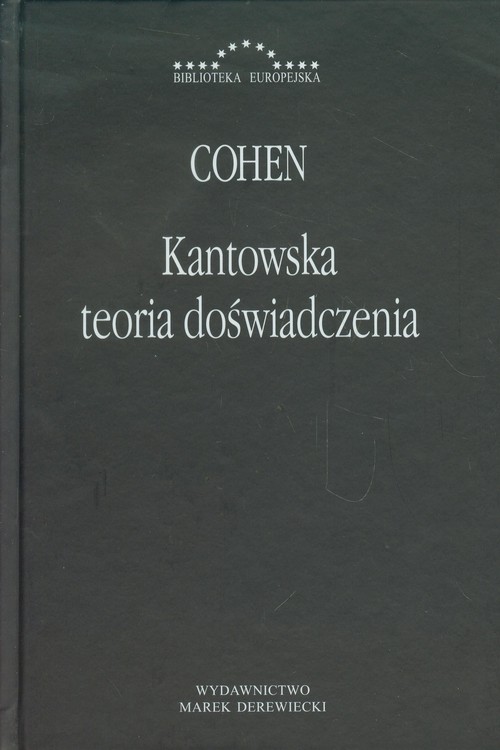 BIBLIOTEKA EUROPEJSKA
COHEN
Kantowska
teoria doświadczenia
WYDAWNICTWO
MAREK DEREWIECKI